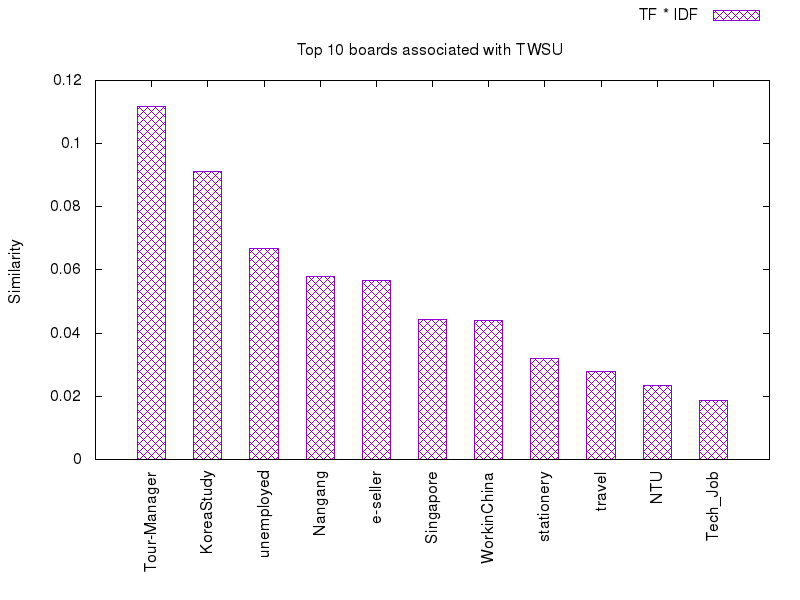 TF * IDF
Top 10 boards associated with TWSU
0.12
0.1
0.08
0.06
0.04
0.02
0
Similarity
Tour-Manager
KoreaStudy
unemployed
Nangang
e-seller
Singapore
WorkinChina
stationery
travel
NTU
Tech_Job